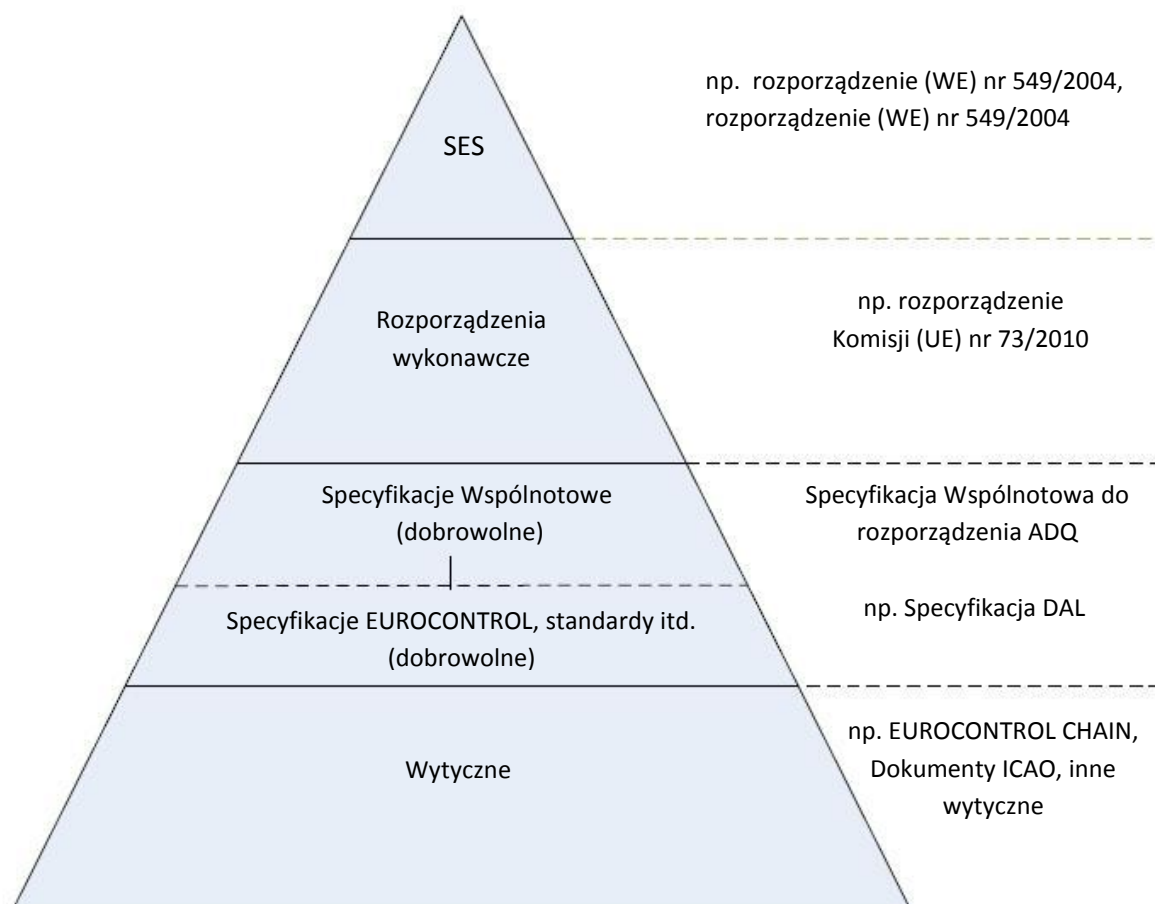 np. rozporządzenie (WE) nr 549/2004,
rozporządzenie (WE) nr 549/2004
SES
Rozporządzenia
wykonawcze
np. rozporządzenie
Komisji (UE) nr 73/2010
Specyfikacje Wspólnotowe
(dobrowolne)
Specyfikacja Wspólnotowa do
rozporządzenia ADQ
Specyfikacje EUROCONTROL, standardy itd.
(dobrowolne)
np. Specyfikacja DAL
Wytyczne
np. EUROCONTROL CHAIN,
Dokumenty ICAO, inne
wytyczne